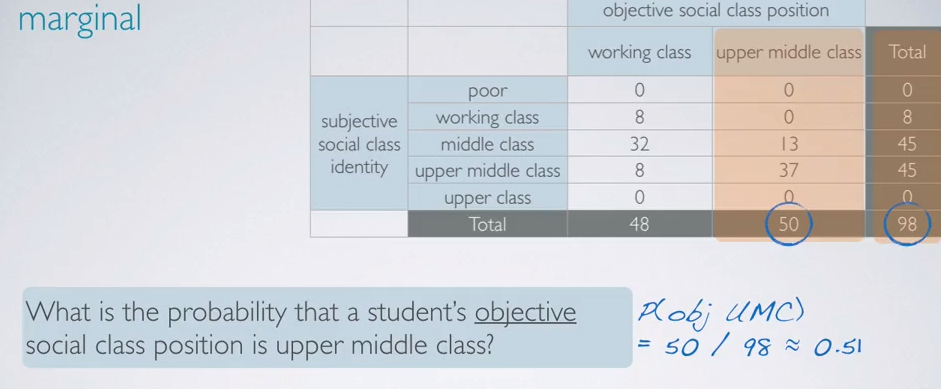 marginal
objective social class position
working class upper middle class Total
subjective social class identity
poor 0 0 0
working class 8 0 8
middle class 32 13 45
upper middle class 8 37 45
upper class 0 0 0
Total 48 50 98
What is the probability that a student's objective
social class position is upper middle class?
P(obj UMC)
= 50 / 98 ≈ 0.51